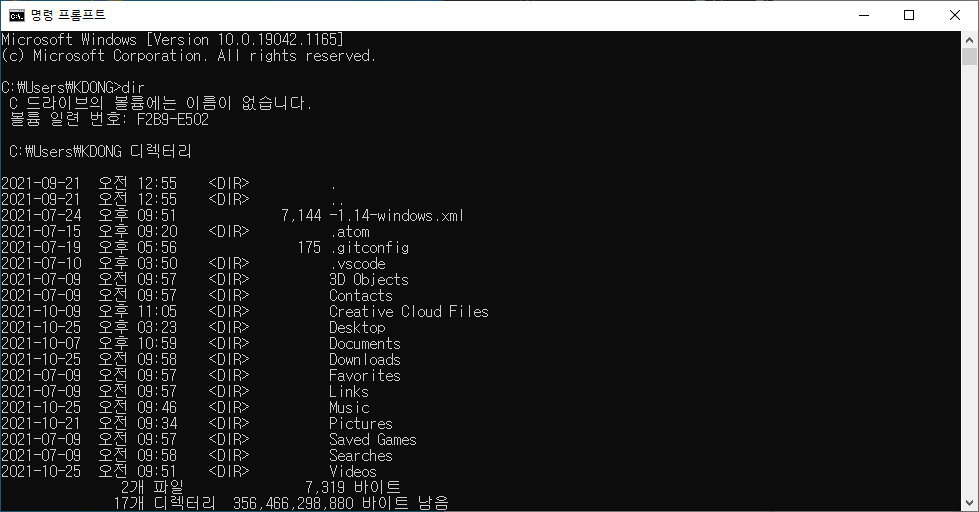 명령 프롬프트
Microsoft Windows [Version 10.0.19042.1165]
(c) Microsoft Corporation. All rights reserved.
C:₩Users₩KDONG>dir
C 드라이브의 볼륨에는 이름이 없습니다.
볼륨 일련 번호: F2B9-E502
C:₩Users₩KDONG 디렉터리
2021-09-21 오전 12:55 <DIR> .
2021-09-21 오전 12:55 <DIR> ..
2021-07-24 오후 09:51 7,144 -1.14-windows.xml
2021-07-15 오후 09:20 <DIR> .atom
2021-07-19 오후 05:56 175 .gitconfig
2021-07-10 오후 03:50 <DIR> .vscode
2021-07-09 오후 09:57 <DIR> 3D Objects
2021-07-09 오후 09:57 <DIR> Contacts
2021-10-09 오후 11:05 <DIR> Creative Cloud Files
2021-10-25 오후 03:23 <DIR> Desktop
2021-10-07 오후 10:59 <DIR> Documents
2021-10-25 오전 09:58 <DIR> Downloads
2021-07-09 오전 09:57 <DIR> Favorites
2021-07-09 오전 09:57 <DIR> Links
2021-10-25 오전 09:46 <DIR> Music
2021-10-21 오전 09:34 <DIR> Pictures
2021-07-09 오전 09:57 <DIR> Saved Games
2021-07-09 오전 09:58 <DIR> Searches
2021-10-25 오전 09:51 <DIR> Videos
2개 파일 7,319 바이트
17개 디렉터리 356,466,298,880 바이트 남음